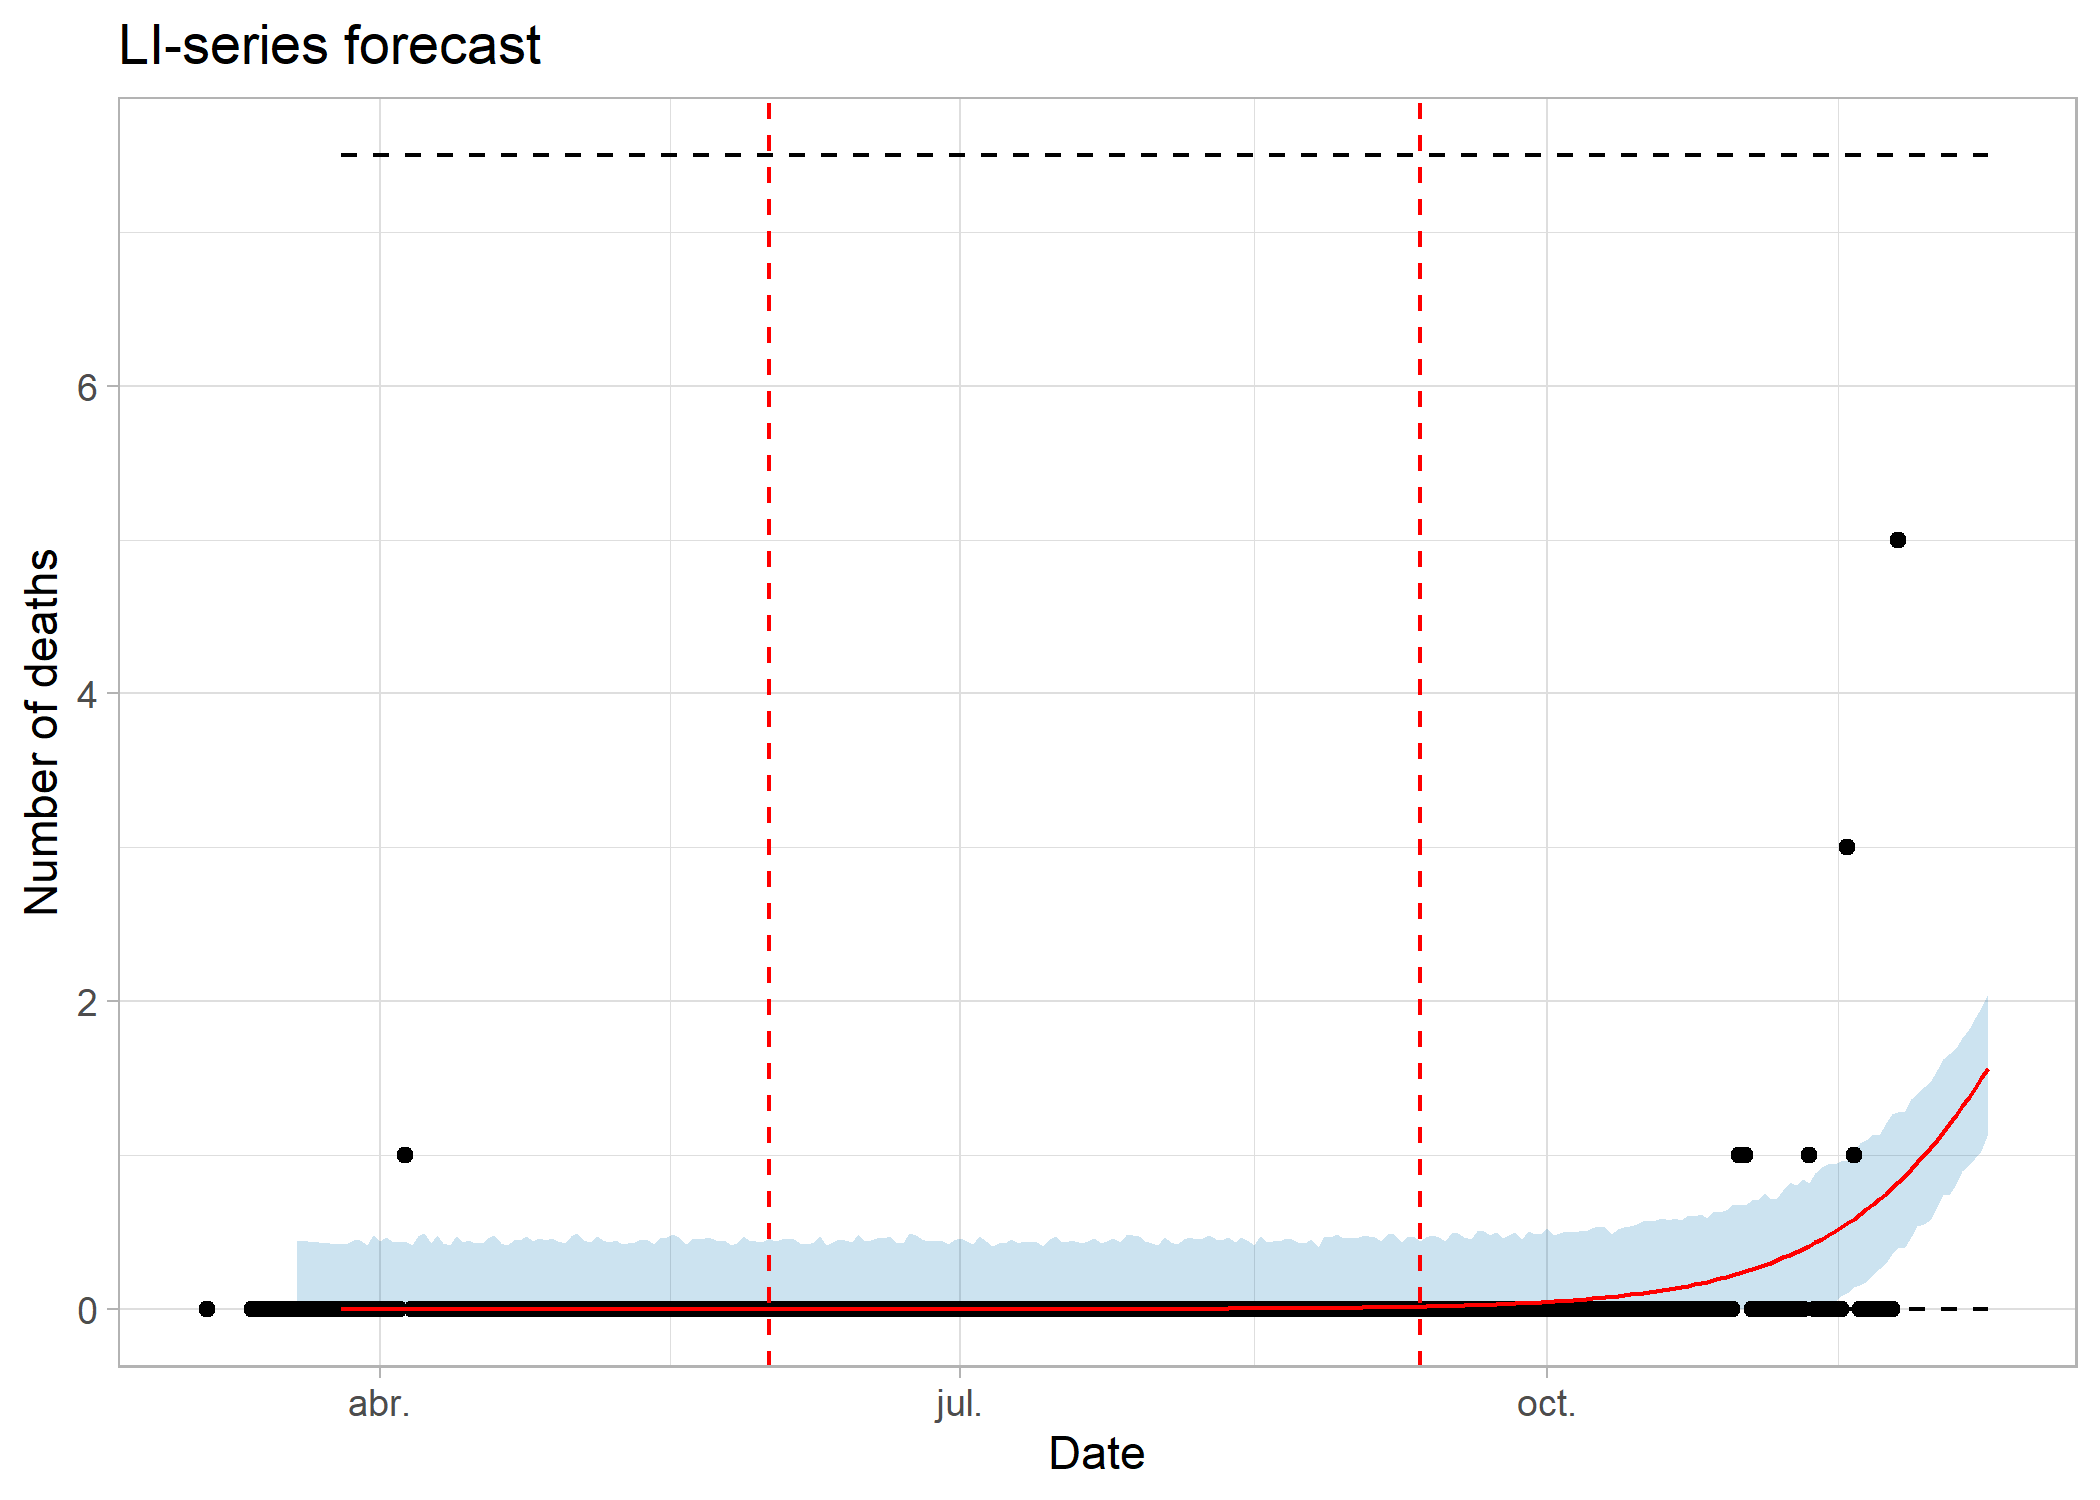 LI-series forecast
Number of deaths
6
4
2
0
abr.
jul.
oct.
Date